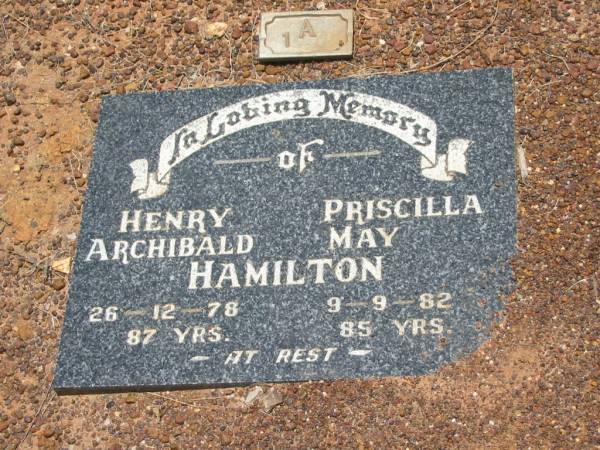 A
1
In Loving Memory
of
HENRY ARCHIBALD
PRISCILLA MAY
HAMILTON
26-12-78
87 YRS.
9-9-82
85 YRS.
- AT REST -